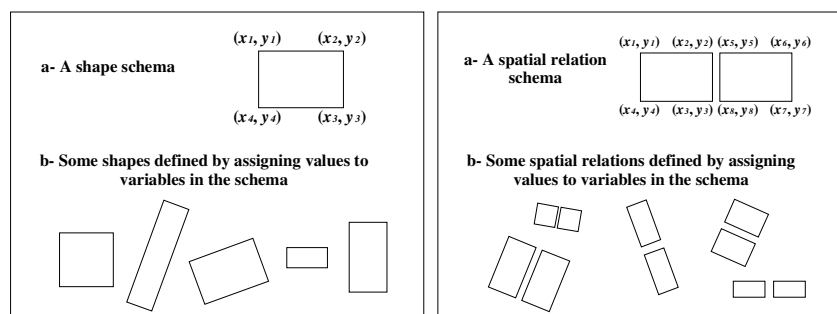 (x1, y1) (x2, y2)
a- A shape schema
(x4, y4) (x3, y3)
b- Some shapes defined by assigning values to
variables in the schema
(x1, y1) (x2, y2) (x5, y5) (x6, y6)
a- A spatial relation
schema
(x4, y4) (x3, y3) (x8, y8) (x7, y7)
b- Some spatial relations defined by assigning
values to variables in the schema